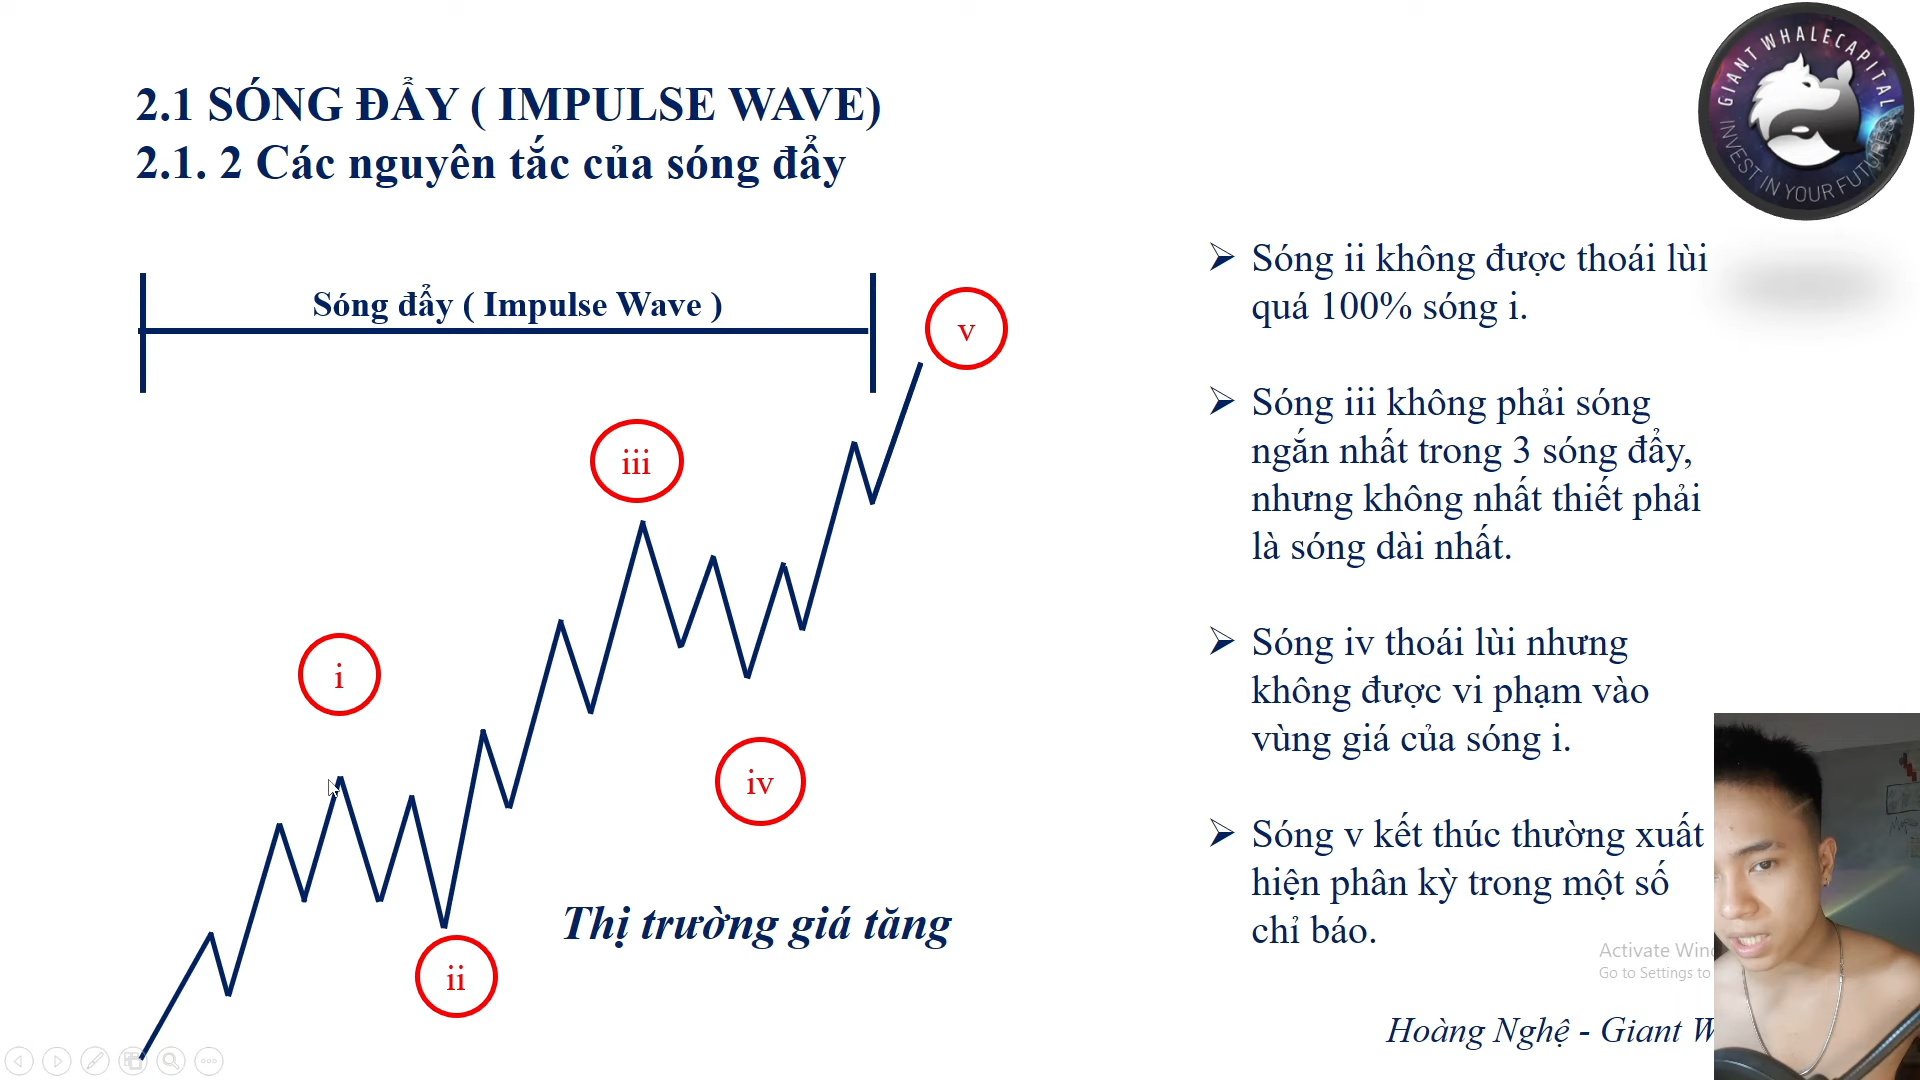 GIANT WHALECAPITAL
INVEST IN YOUR FUTURE
2.1 SÓNG ĐẨY ( IMPULSE WAVE)
2.1. 2 Các nguyên tắc của sóng đẩy
Sóng đẩy ( Impulse Wave )
v
iii
i
iv
ii
Thị trường giá tăng
Sóng ii không được thoái lùi
quá 100% sóng i.
Sóng iii không phải sóng
ngắn nhất trong 3 sóng đẩy,
nhưng không nhất thiết phải
là sóng dài nhất.
Sóng iv thoái lùi nhưng
không được vi phạm vào
vùng giá của sóng i.
Sóng v kết thúc thường xuất
hiện phân kỳ trong một số
chỉ báo.
Activate Win
Go to Settings to
Hoàng Nghệ - Giant W